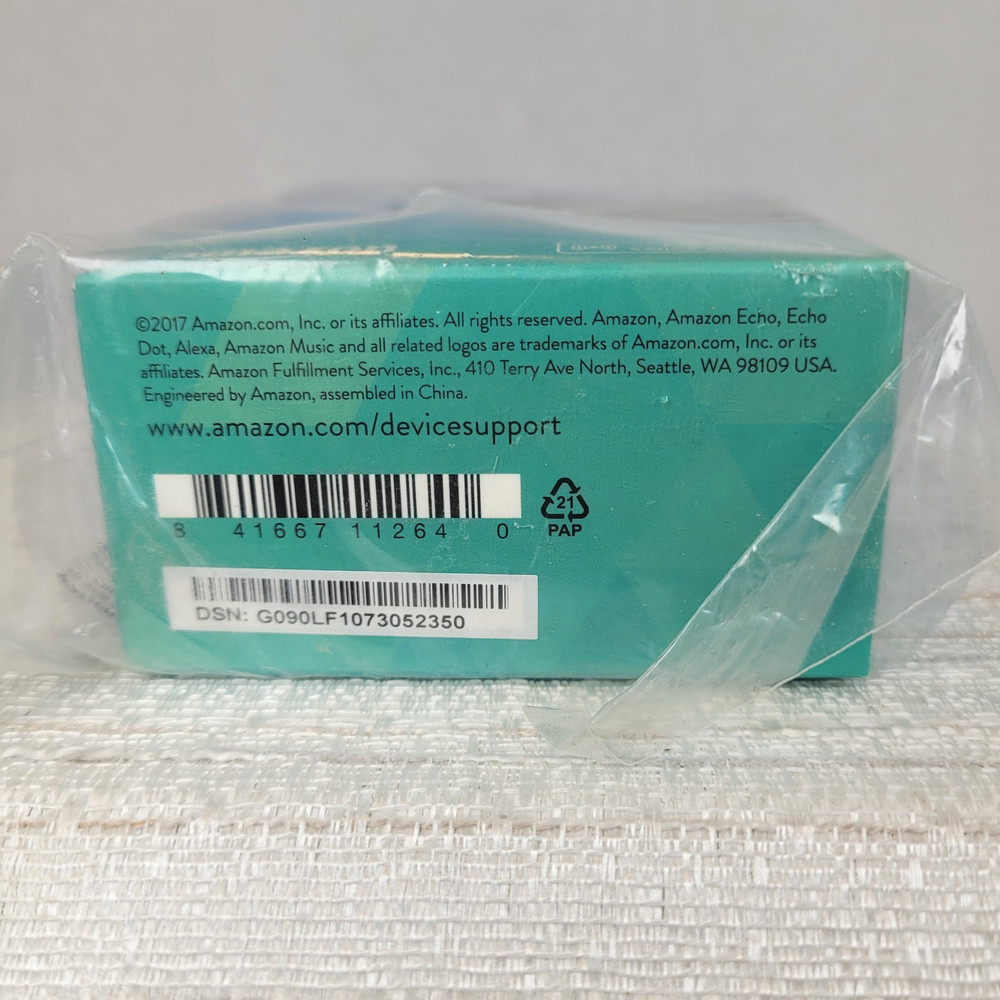 ©2017 Amazon.com, Inc. or its affiliates. All rights reserved. Amazon, Amazon Echo, Echo
Dot, Alexa, Amazon Music and all related logos are trademarks of Amazon.com, Inc. or its
affiliates. Amazon Fulfillment Services, Inc., 410 Terry Ave North, Seattle, WA 98109 USA.
Engineered by Amazon, assembled in China.
www.amazon.com/devicesupport
8 41667 11264 0
21
PAP
DSN: G090LF1073052350